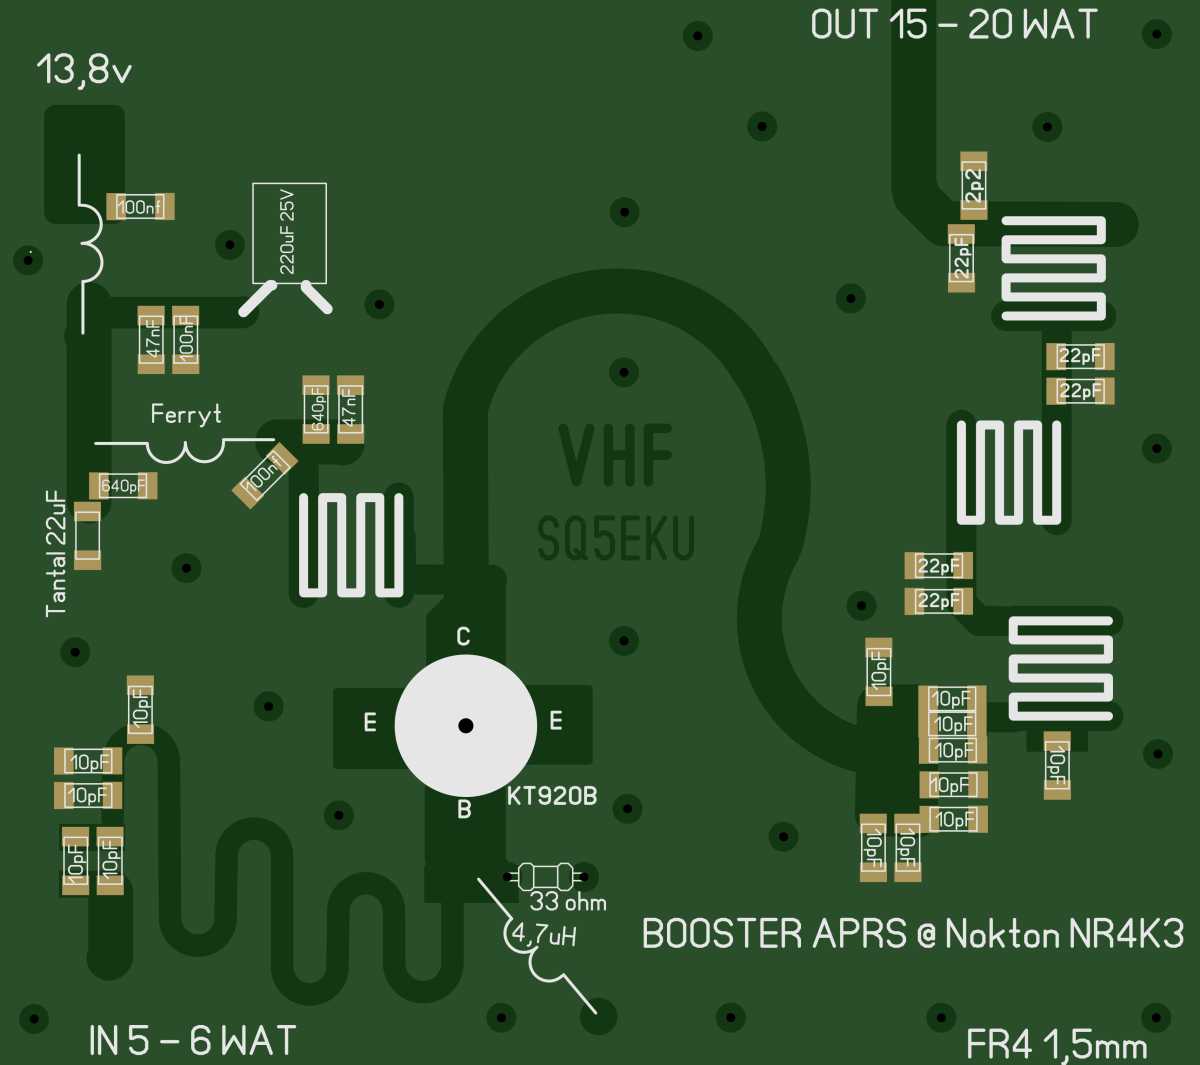 OUT 15 - 20 WAT
13,8v
2p2
100nf
220uF 25V
22pF
47nF
100nF
22pF
22pF
640pF
47nF
Ferryt
VHF
100nf
640pF
Tantal 22uF
SQ5EKU
22pF
22pF
C
10pF
10pF
10pF
E
E
10pF
10pF
10pF
10pF
10pF
10pF
KT920B
B
10pF
10pF
10pF
10pF
10pF
33 ohm
4,7uH
BOOSTER APRS @ Nokton NR4K3
IN 5 - 6 WAT
FR4 1,5mm